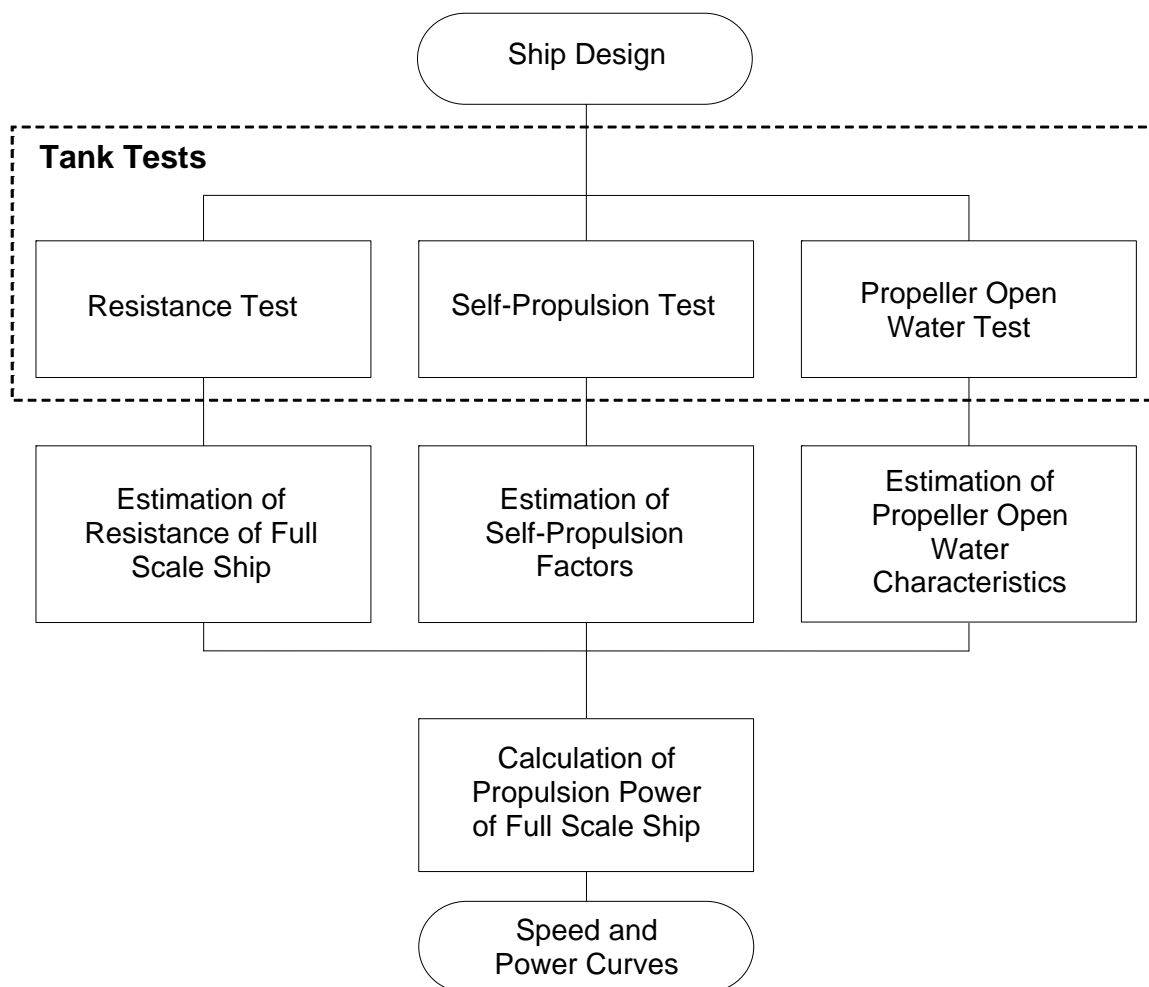 Ship Design
Tank Tests
Resistance Test
Self-Propulsion Test
Propeller Open
Water Test
Estimation of
Resistance of Full
Scale Ship
Estimation of
Self-Propulsion
Factors
Estimation of
Propeller Open
Water
Characteristics
Calculation of
Propulsion Power
of Full Scale Ship
Speed and
Power Curves